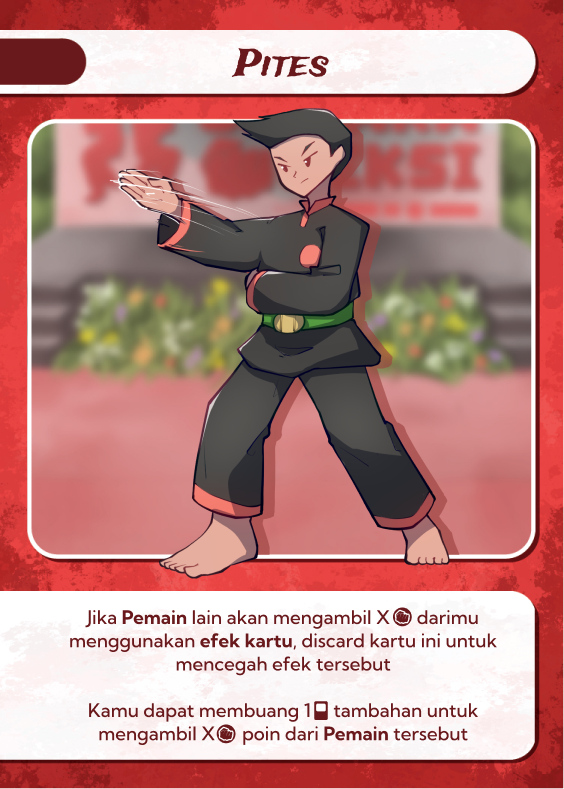 PITES
KSI
Jika Pemain lain akan mengambil X darimu
menggunakan efek kartu, discard kartu ini untuk
mencegah efek tersebut
Kamu dapat membuang 1 tambahan untuk
mengambil X poin dari Pemain tersebut